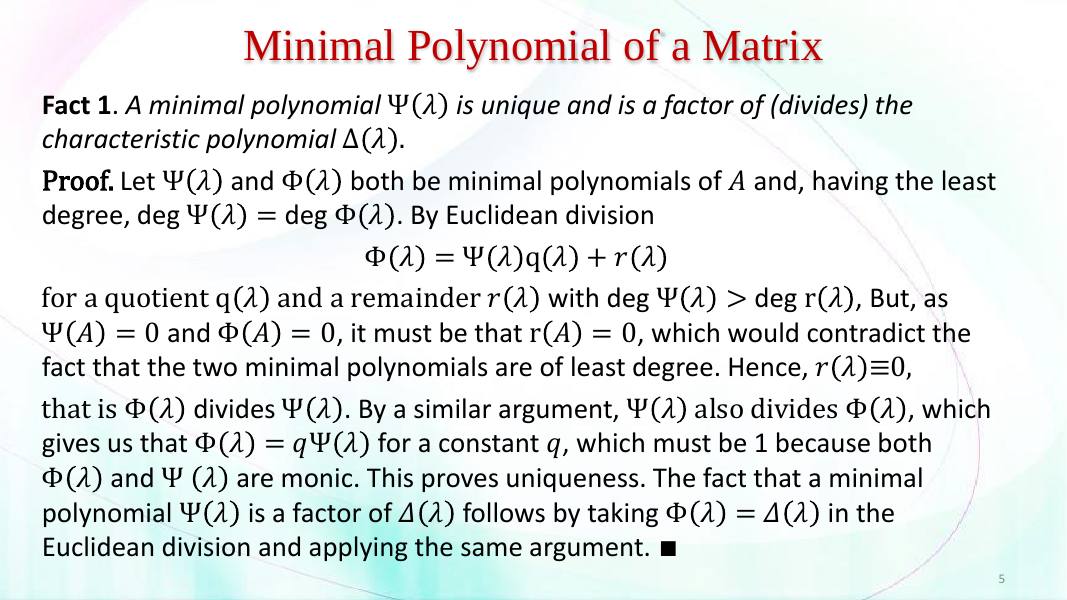 Minimal Polynomial of a Matrix
Fact 1. A minimal polynomial Ψ(λ) is unique and is a factor of (divides) the
characteristic polynomial Δ(λ).
Proof. Let Ψ(λ) and Φ(λ) both be minimal polynomials of A and, having the least
degree, deg Ψ(λ) = deg Φ(λ). By Euclidean division
Φ(λ) = Ψ(λ)q(λ) + r(λ)
for a quotient q(λ) and a remainder r(λ) with deg Ψ(λ) > deg r(λ), But, as
Ψ(A) = 0 and Φ(A) = 0, it must be that r(A) = 0, which would contradict the
fact that the two minimal polynomials are of least degree. Hence, r(λ)≡0,
that is Φ(λ) divides Ψ(λ). By a similar argument, Ψ(λ) also divides Φ(λ), which
gives us that Φ(λ) = qΨ(λ) for a constant q, which must be 1 because both
Φ(λ) and Ψ (λ) are monic. This proves uniqueness. The fact that a minimal
polynomial Ψ(λ) is a factor of Δ(λ) follows by taking Φ(λ) = Δ(λ) in the
Euclidean division and applying the same argument. ■
5